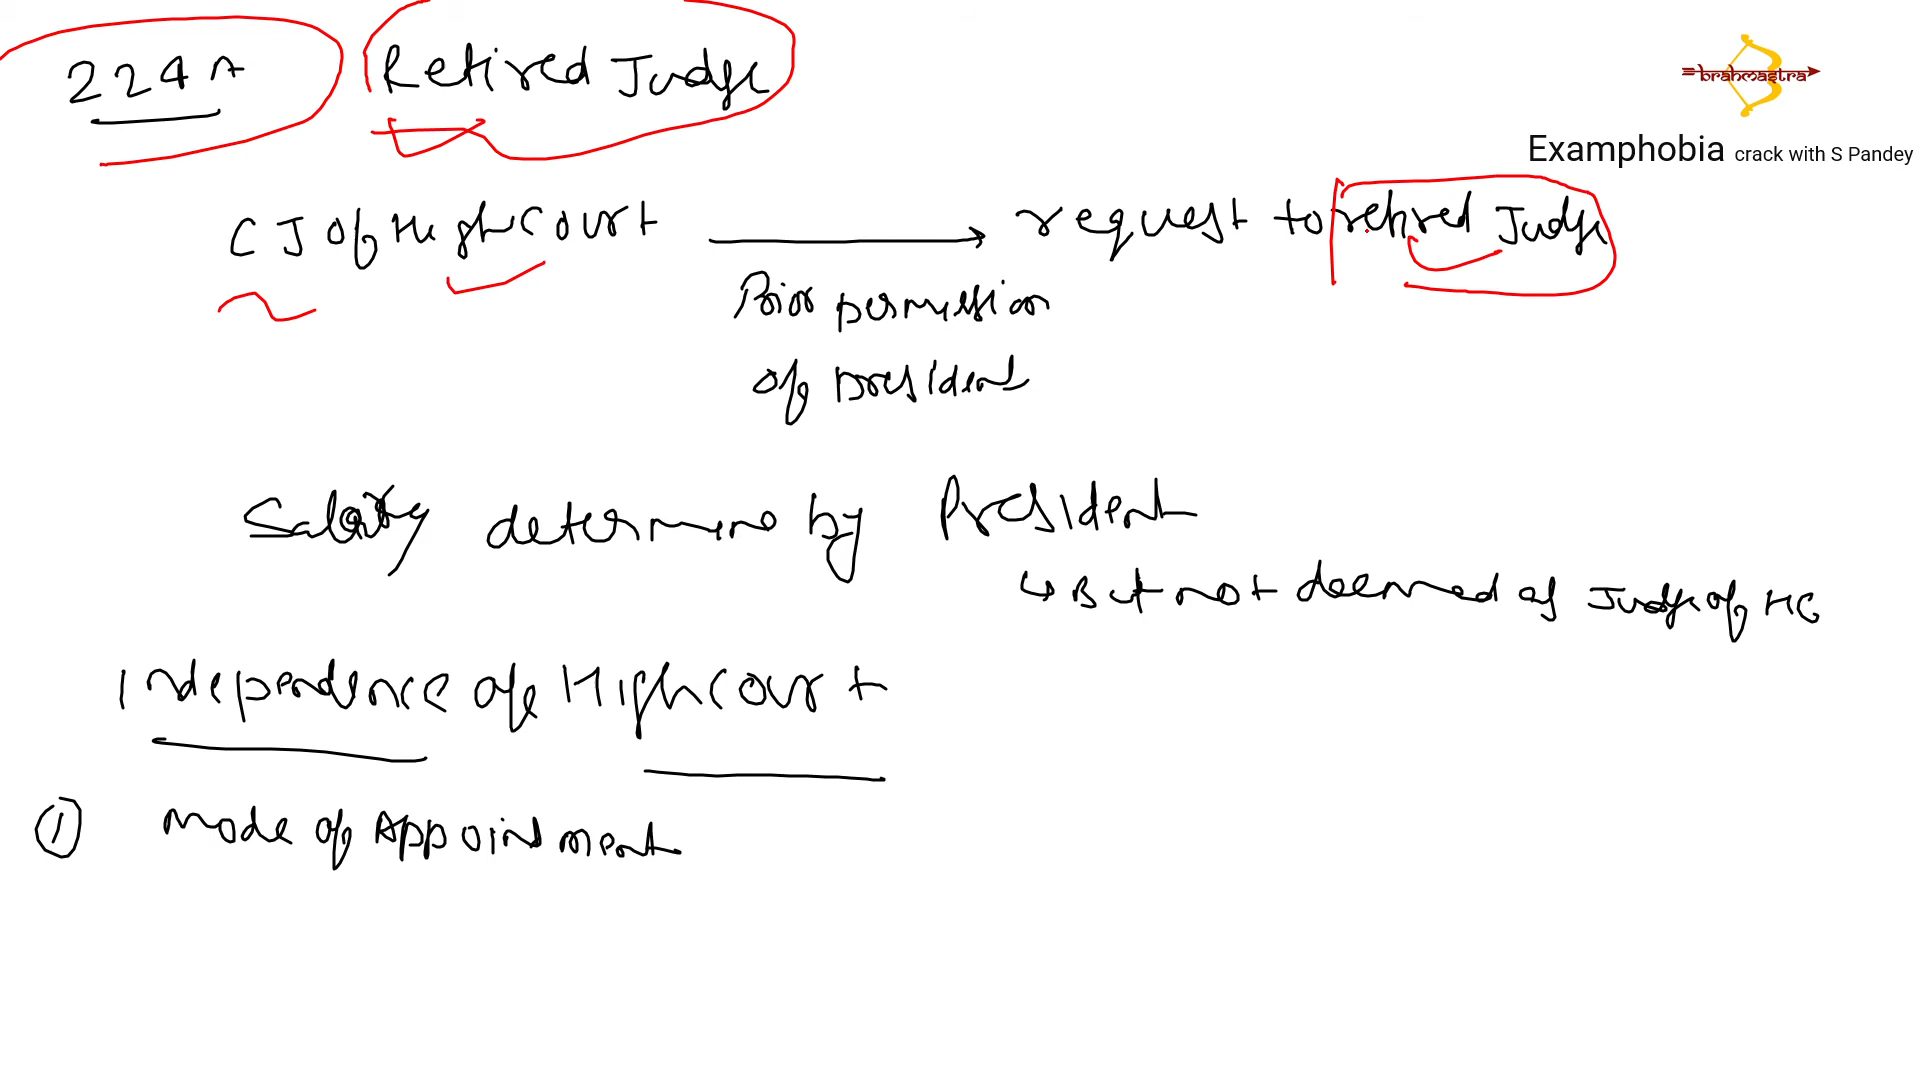 224A Retired Judge
brahmastra
Examphobia crack with S Pandey
CJ of High Court → request to retired Judge
Prior permission
of President
Salary determine by President
↳ But not deemed as Judge of HC
Independence of High Court
① Mode of Appointment